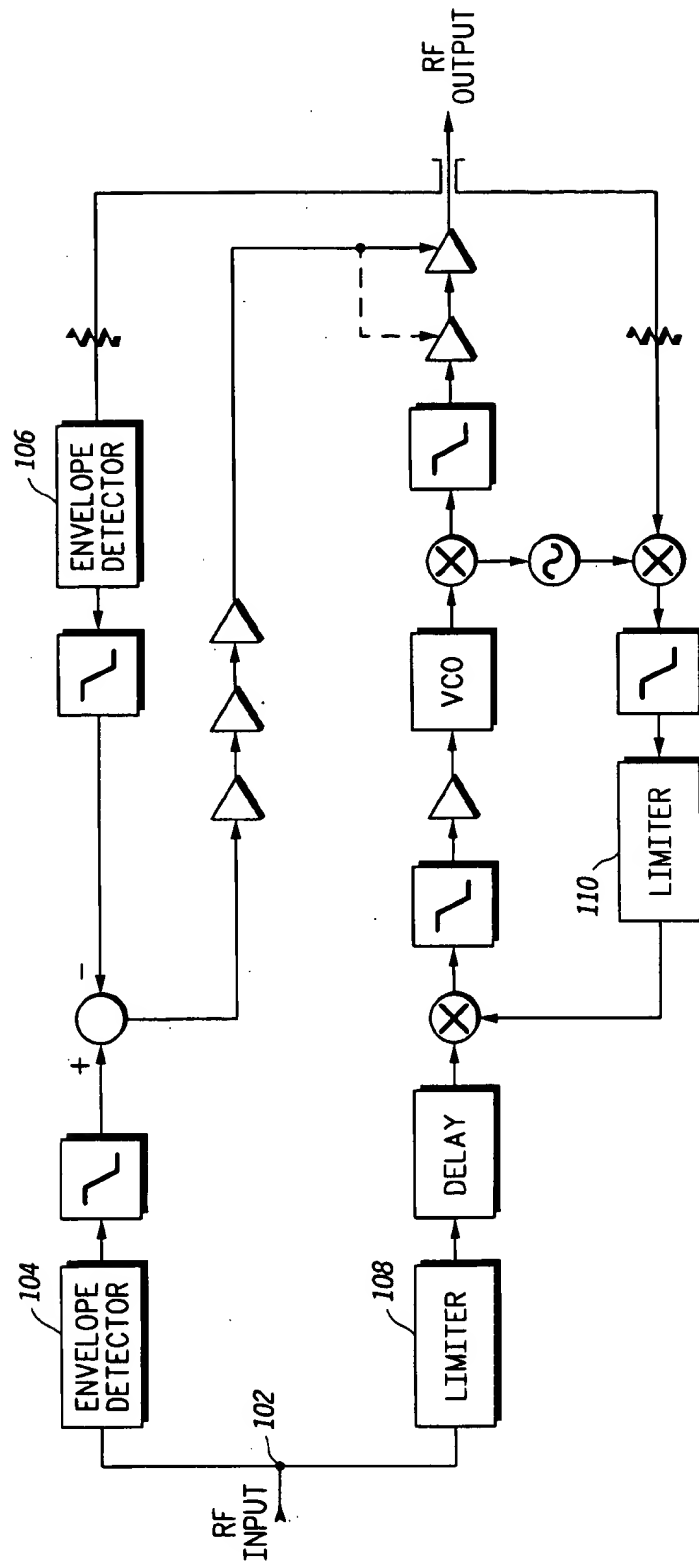 RF
INPUT
102
104
ENVELOPE
DETECTOR
+
-
106
ENVELOPE
DETECTOR
108
LIMITER
DELAY
VCO
110
LIMITER
RF
OUTPUT